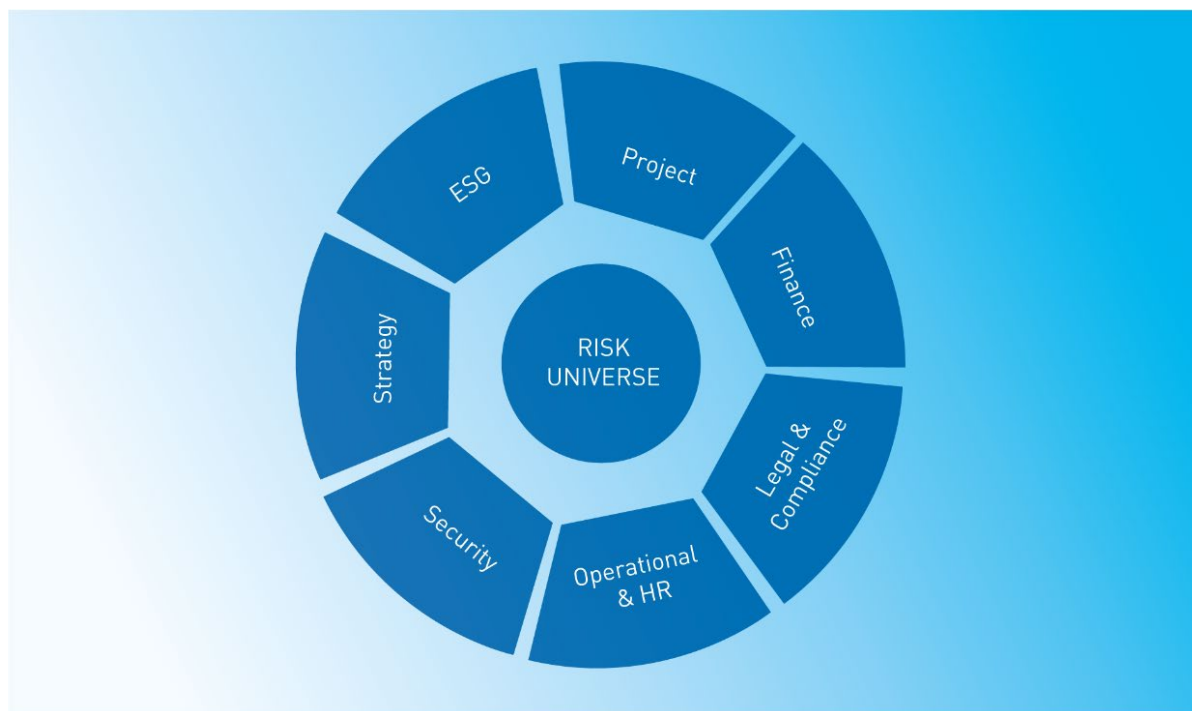 Project
Finance
Legal &
Compliance
Operational
& HR
Security
Strategy
ESG
RISK
UNIVERSE